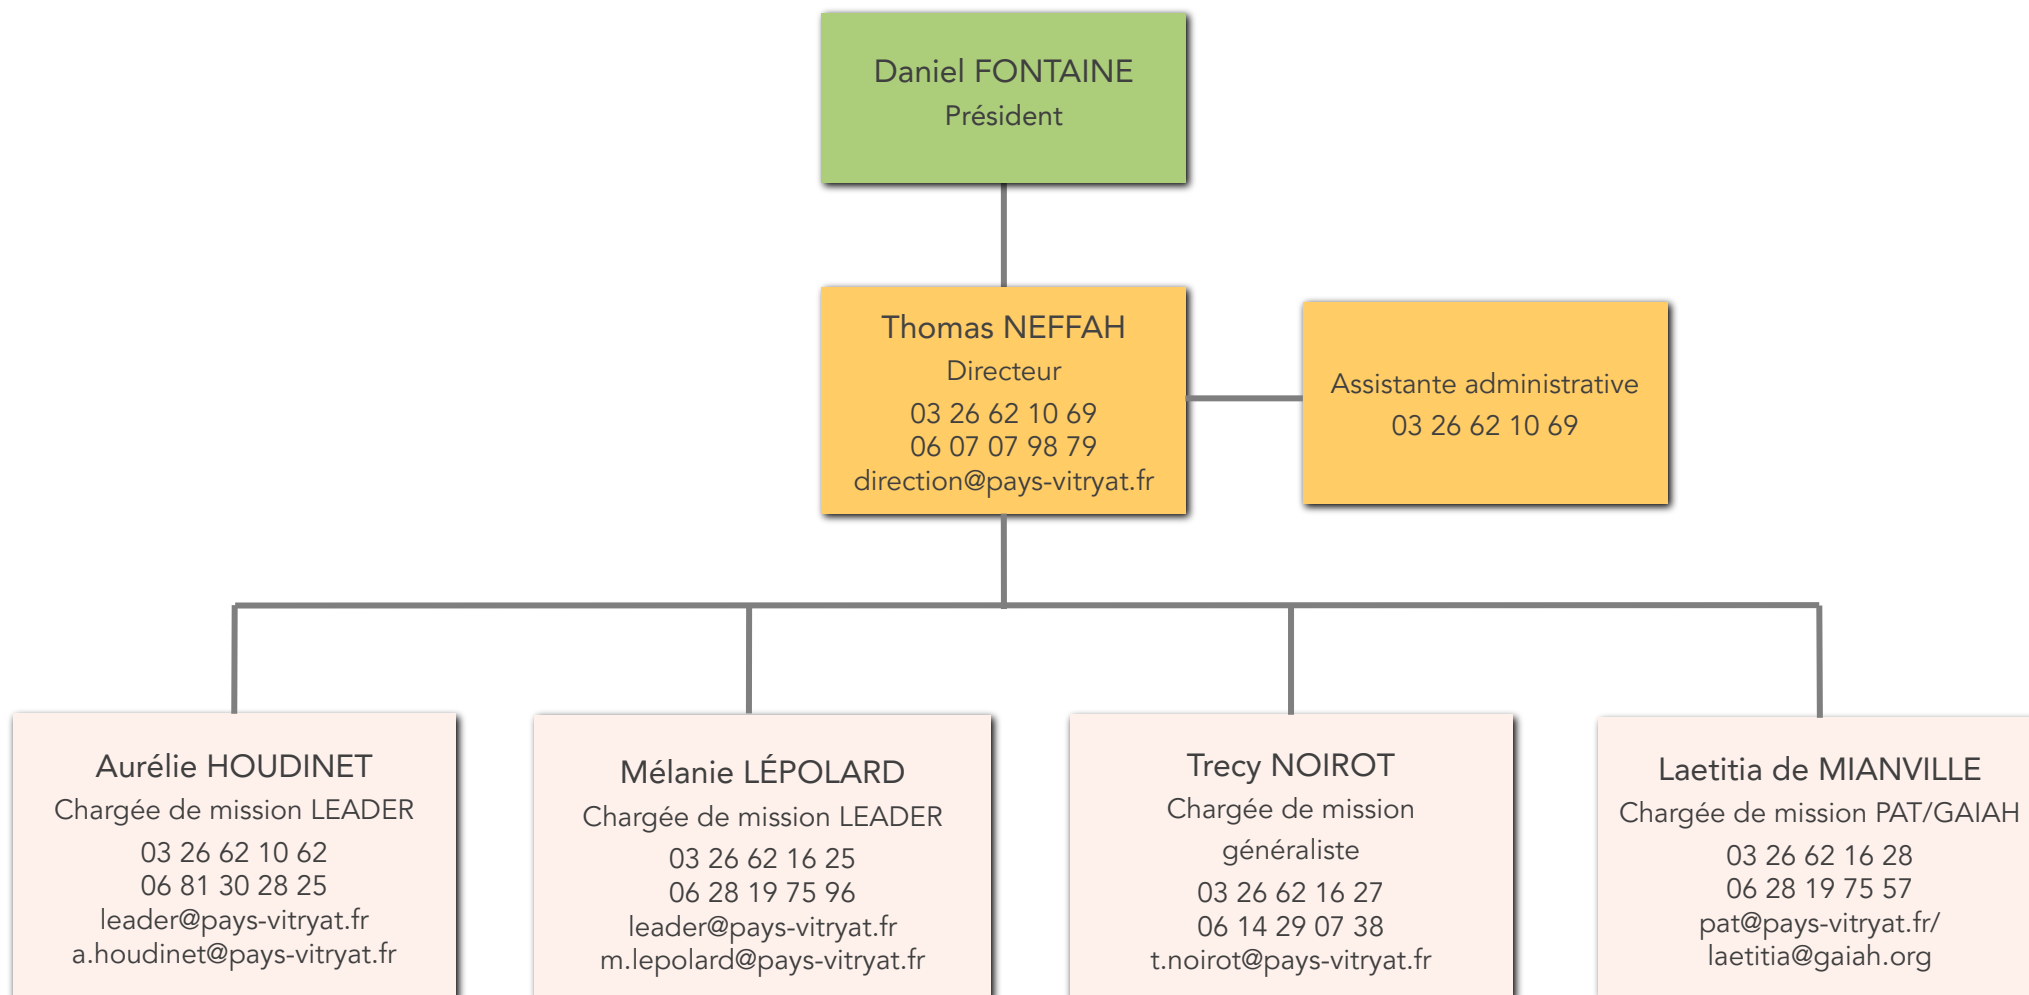 Daniel FONTAINE
Président
Thomas NEFFAH
Directeur
03 26 62 10 69
06 07 07 98 79
direction@pays-vitryat.fr
Assistante administrative
03 26 62 10 69
Aurélie HOUDINET
Chargée de mission LEADER
03 26 62 10 62
06 81 30 28 25
leader@pays-vitryat.fr
a.houdinet@pays-vitryat.fr
Mélanie LÉPOLARD
Chargée de mission LEADER
03 26 62 16 25
06 28 19 75 96
leader@pays-vitryat.fr
m.lepolard@pays-vitryat.fr
Trecy NOIROT
Chargée de mission
généraliste
03 26 62 16 27
06 14 29 07 38
t.noirot@pays-vitryat.fr
Laetitia de MIANVILLE
Chargée de mission PAT/GAIAH
03 26 62 16 28
06 28 19 75 57
pat@pays-vitryat.fr/
laetitia@gaiah.org